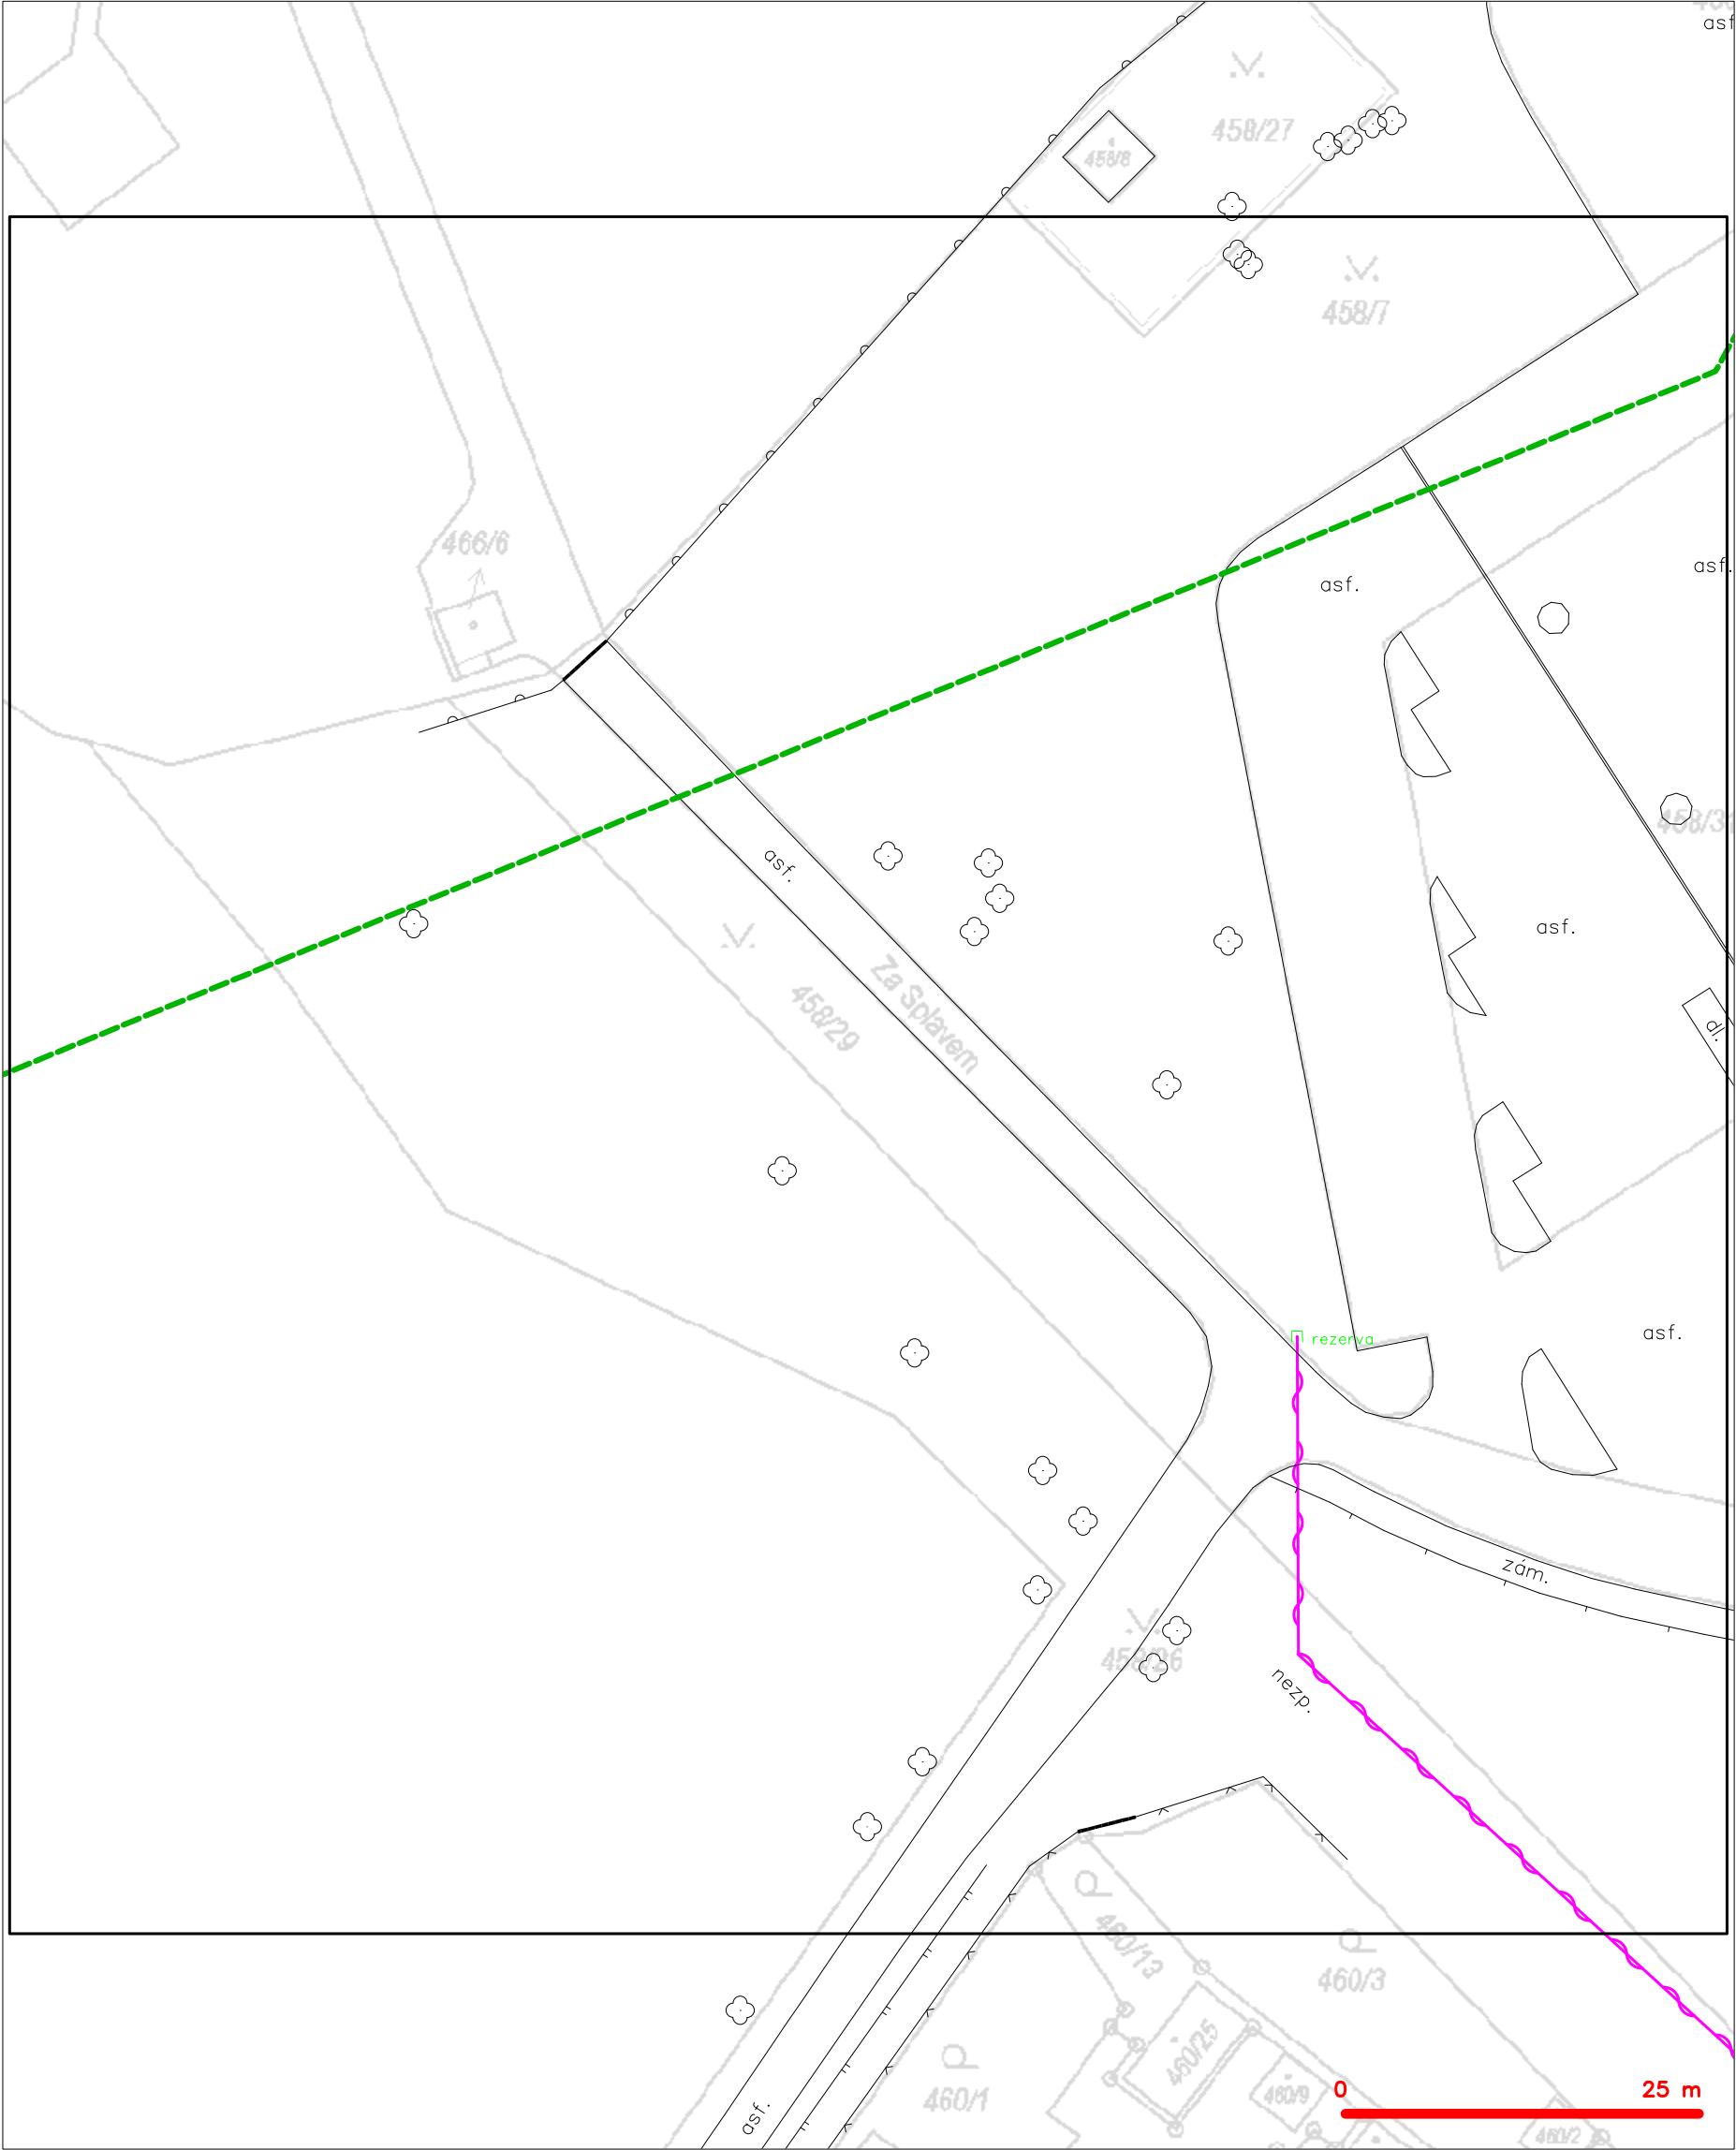 asf
458/27
458/8
458/7
466/6
asf.
asf.
458/3
asf.
asf.
Za Splavem
458/29
dl.
asf.
rezerva
zám.
458/26
nezp.
460/13
460/3
460/25
460/1
460/9
460/2
asf.
0 25 m